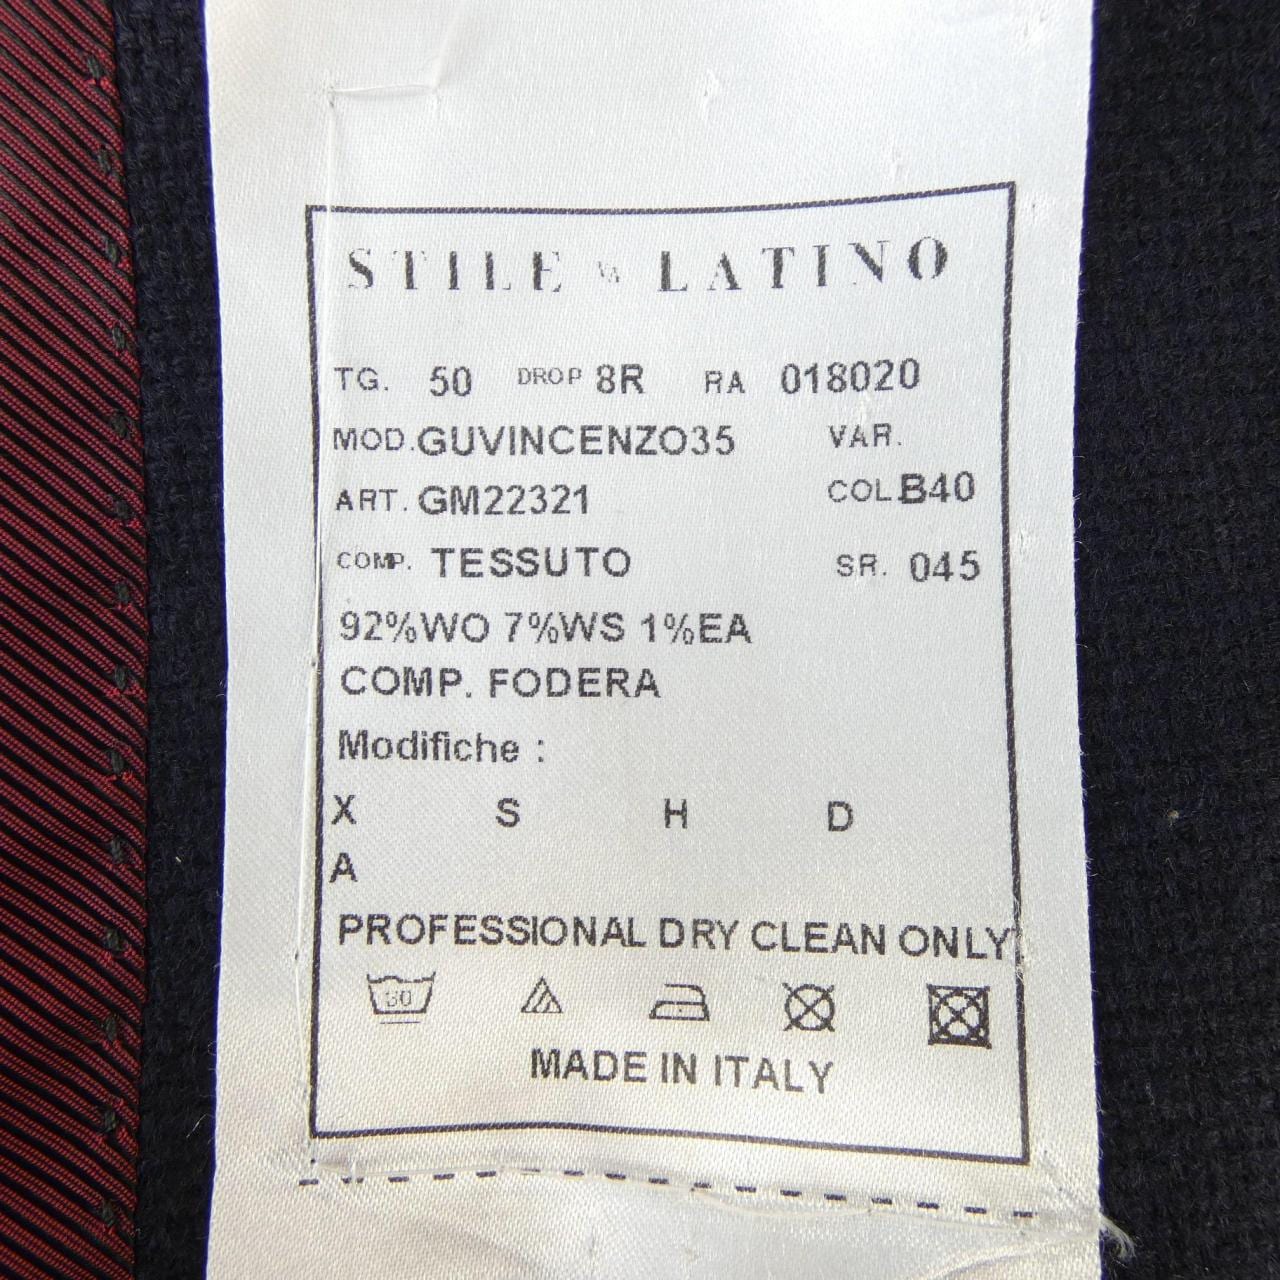 STILE LATINO
TG. 50 DROP 8R RA 018020
MOD.GUVINCENZO35 VAR.
ART. GM22321 COL.B40
COMP. TESSUTO SR. 045
92%WO 7%WS 1%EA
COMP. FODERA
Modifiche :
X S H D
A
PROFESSIONAL DRY CLEAN ONLY
MADE IN ITALY